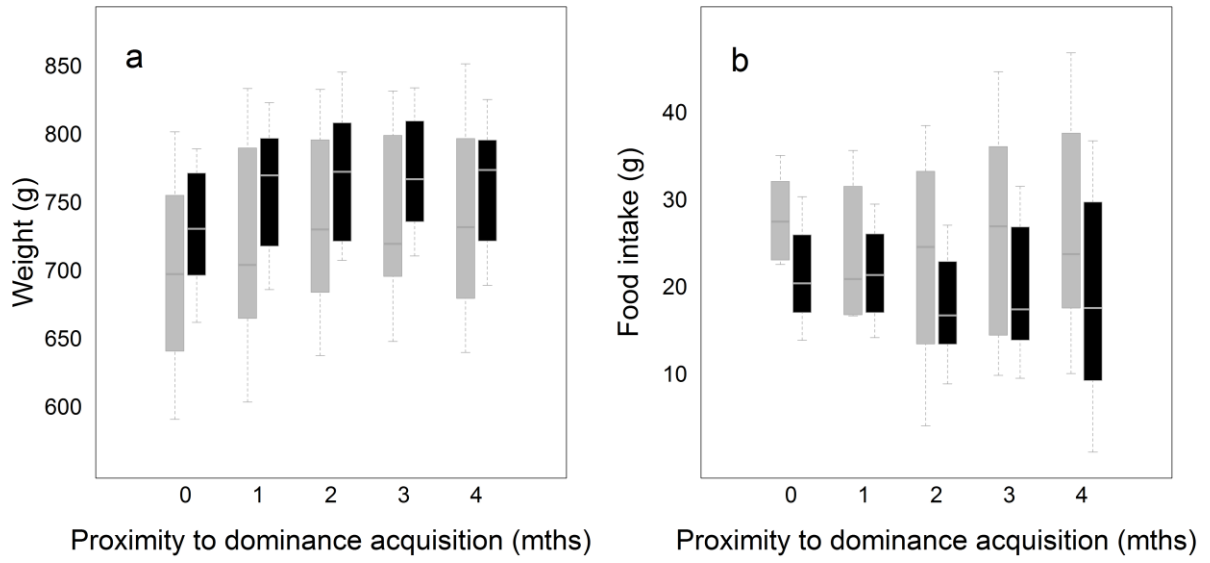 a
850
800
750
700
650
600
Weight (g)
0 1 2 3 4
Proximity to dominance acquisition (mths)
b
40
30
20
10
Food intake (g)
0 1 2 3 4
Proximity to dominance acquisition (mths)